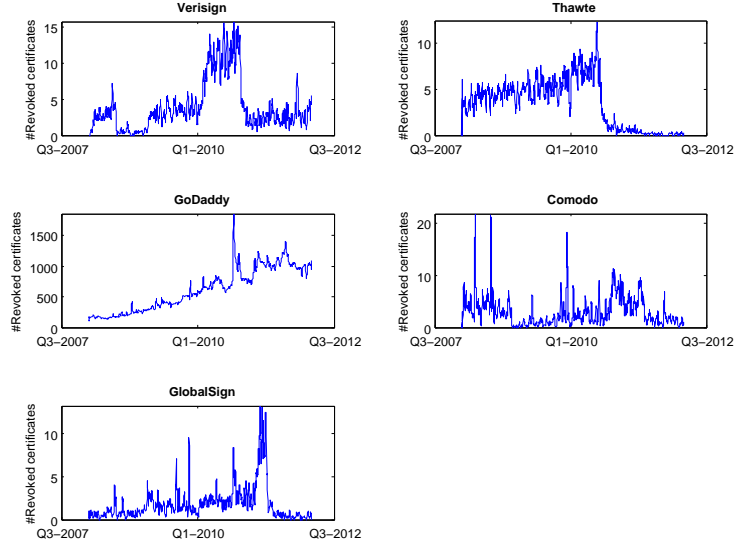 Verisign
#Revoked certificates
15
10
5
0
Q3–2007
Q1–2010
Q3–2012
Thawte
#Revoked certificates
10
5
0
Q3–2007
Q1–2010
Q3–2012
GoDaddy
#Revoked certificates
1500
1000
500
0
Q3–2007
Q1–2010
Q3–2012
Comodo
#Revoked certificates
20
10
0
Q3–2007
Q1–2010
Q3–2012
GlobalSign
#Revoked certificates
10
5
0
Q3–2007
Q1–2010
Q3–2012